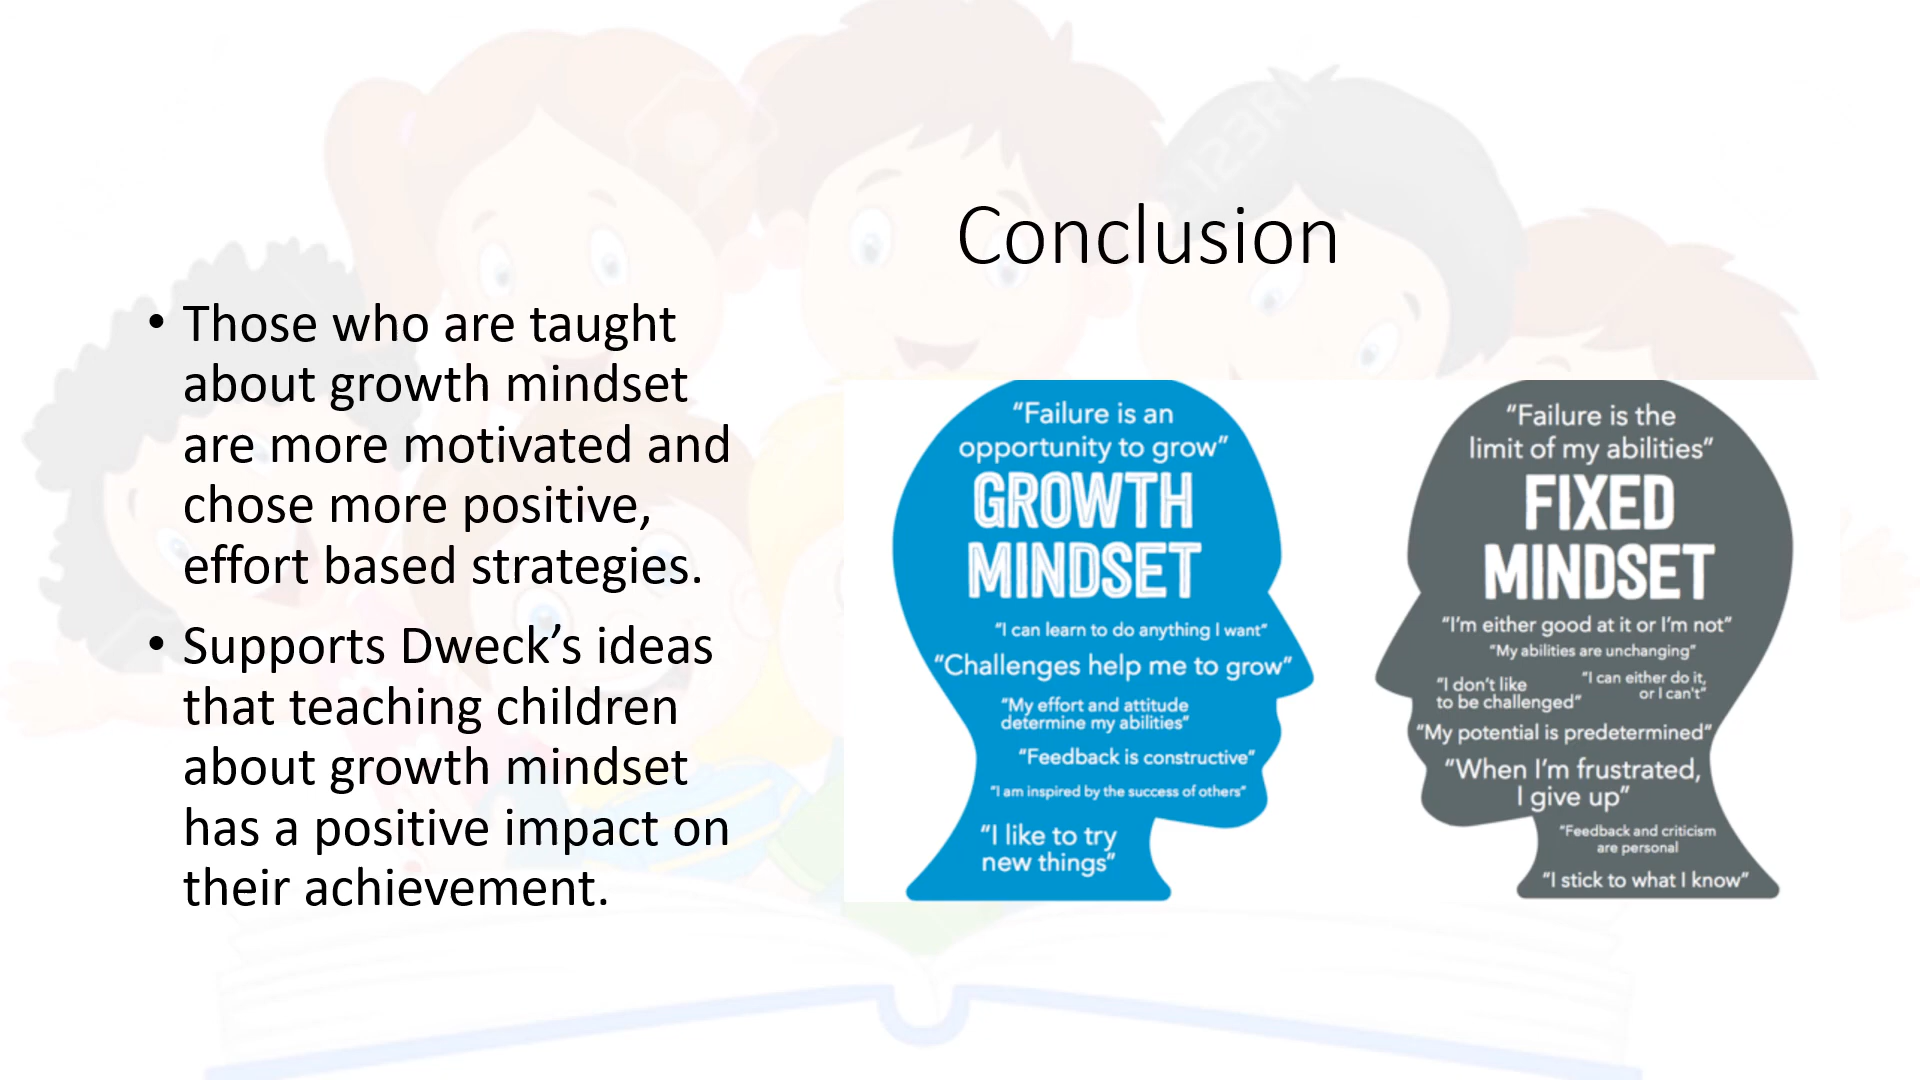 Conclusion
• Those who are taught
about growth mindset
are more motivated and
chose more positive,
effort based strategies.
• Supports Dweck’s ideas
that teaching children
about growth mindset
has a positive impact on
their achievement.
“Failure is an
opportunity to grow”
GROWTH
MINDSET
“I can learn to do anything I want”
“Challenges help me to grow”
“My effort and attitude
determine my abilities”
“Feedback is constructive”
“I am inspired by the success of others”
“I like to try
new things”
“Failure is the
limit of my abilities”
FIXED
MINDSET
“I’m either good at it or I’m not”
“My abilities are unchanging”
“I don’t like
to be challenged”
“I can either do it,
or I can't”
“My potential is predetermined”
“When I’m frustrated,
I give up”
“Feedback and criticism
are personal
“I stick to what I know”
123RF